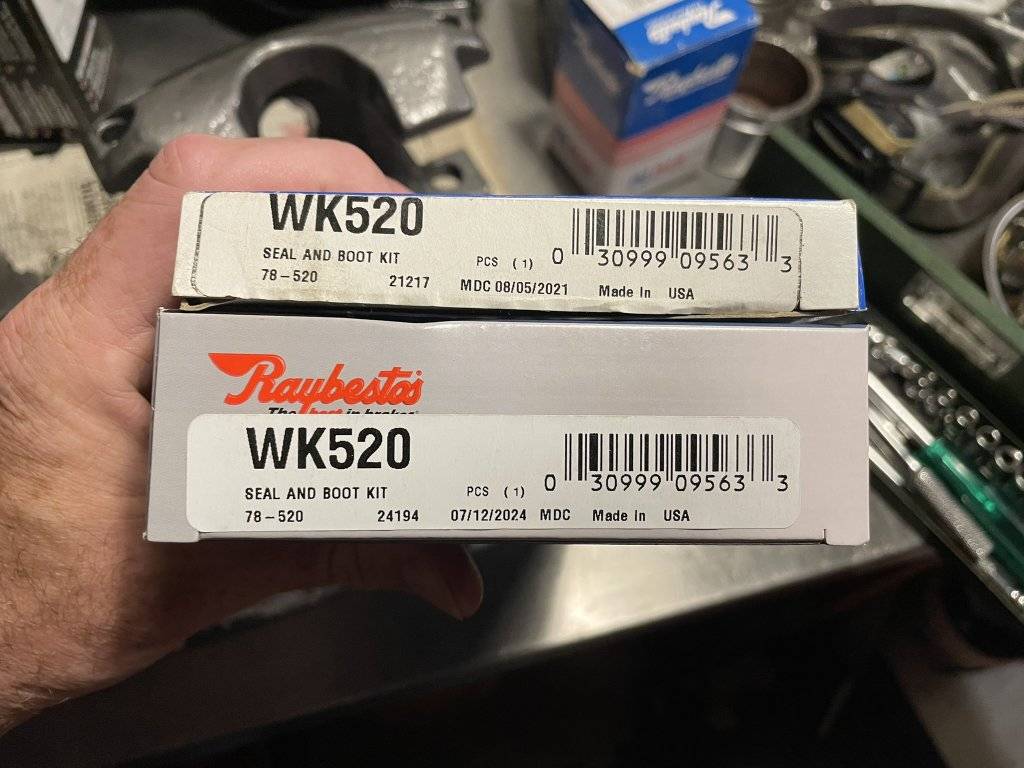 Raybestos
WK520
SEAL AND BOOT KIT
PCS (1)
0 30999 09563 3
78-520
21217
MDC 08/05/2021
Made In USA
Raybestos
The best in brakes
WK520
SEAL AND BOOT KIT
PCS (1)
0 30999 09563 3
78-520
24194
07/12/2024 MDC
Made In USA